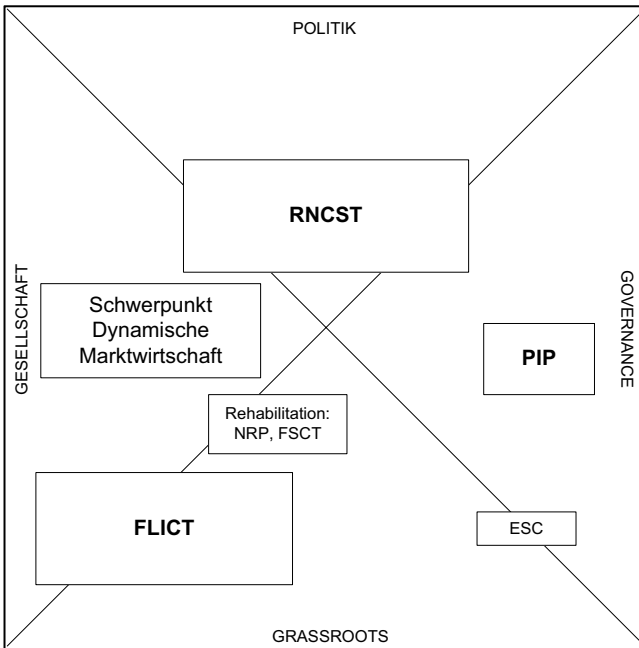 POLITIK
RNCST
GESELLSCHAFT
Schwerpunkt
Dynamische
Marktwirtschaft
GOVERNANCE
PIP
Rehabilitation:
NRP, FSCT
FLICT
ESC
GRASSROOTS